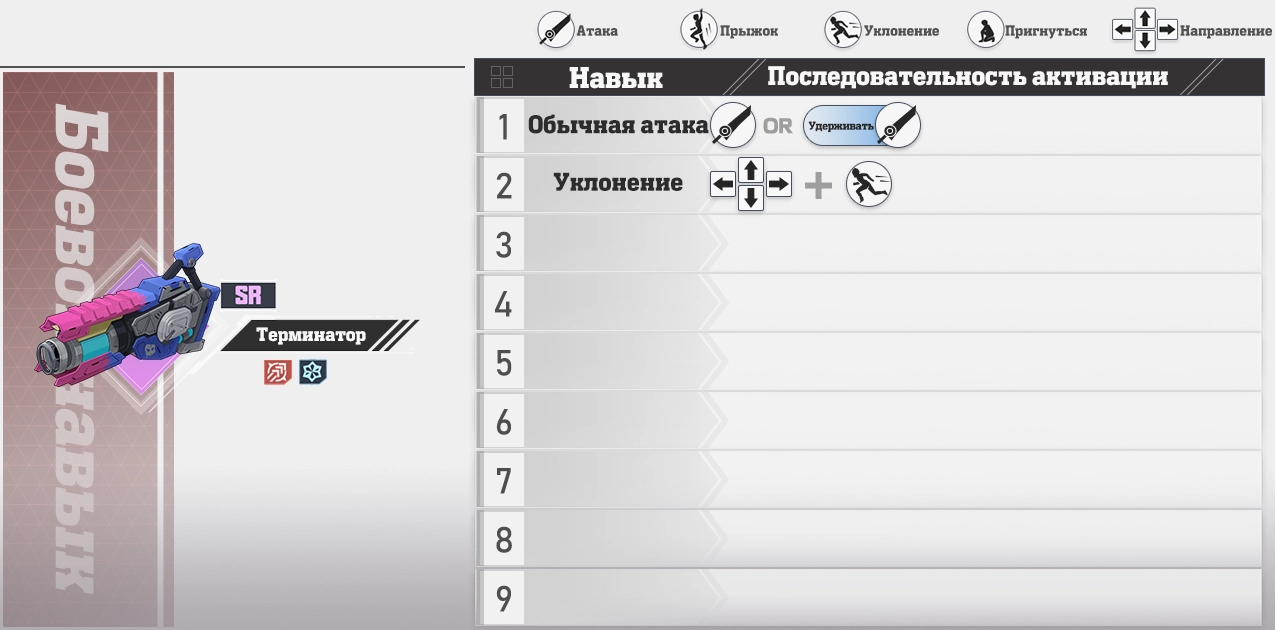 Атака
Прыжок
Уклонение
Пригнуться
Направление
Навык
Последовательность активации
1
Обычная атака
OR
Удерживать
2
Уклонение
3
4
5
6
7
8
9
Боевой навык
SR
Терминатор